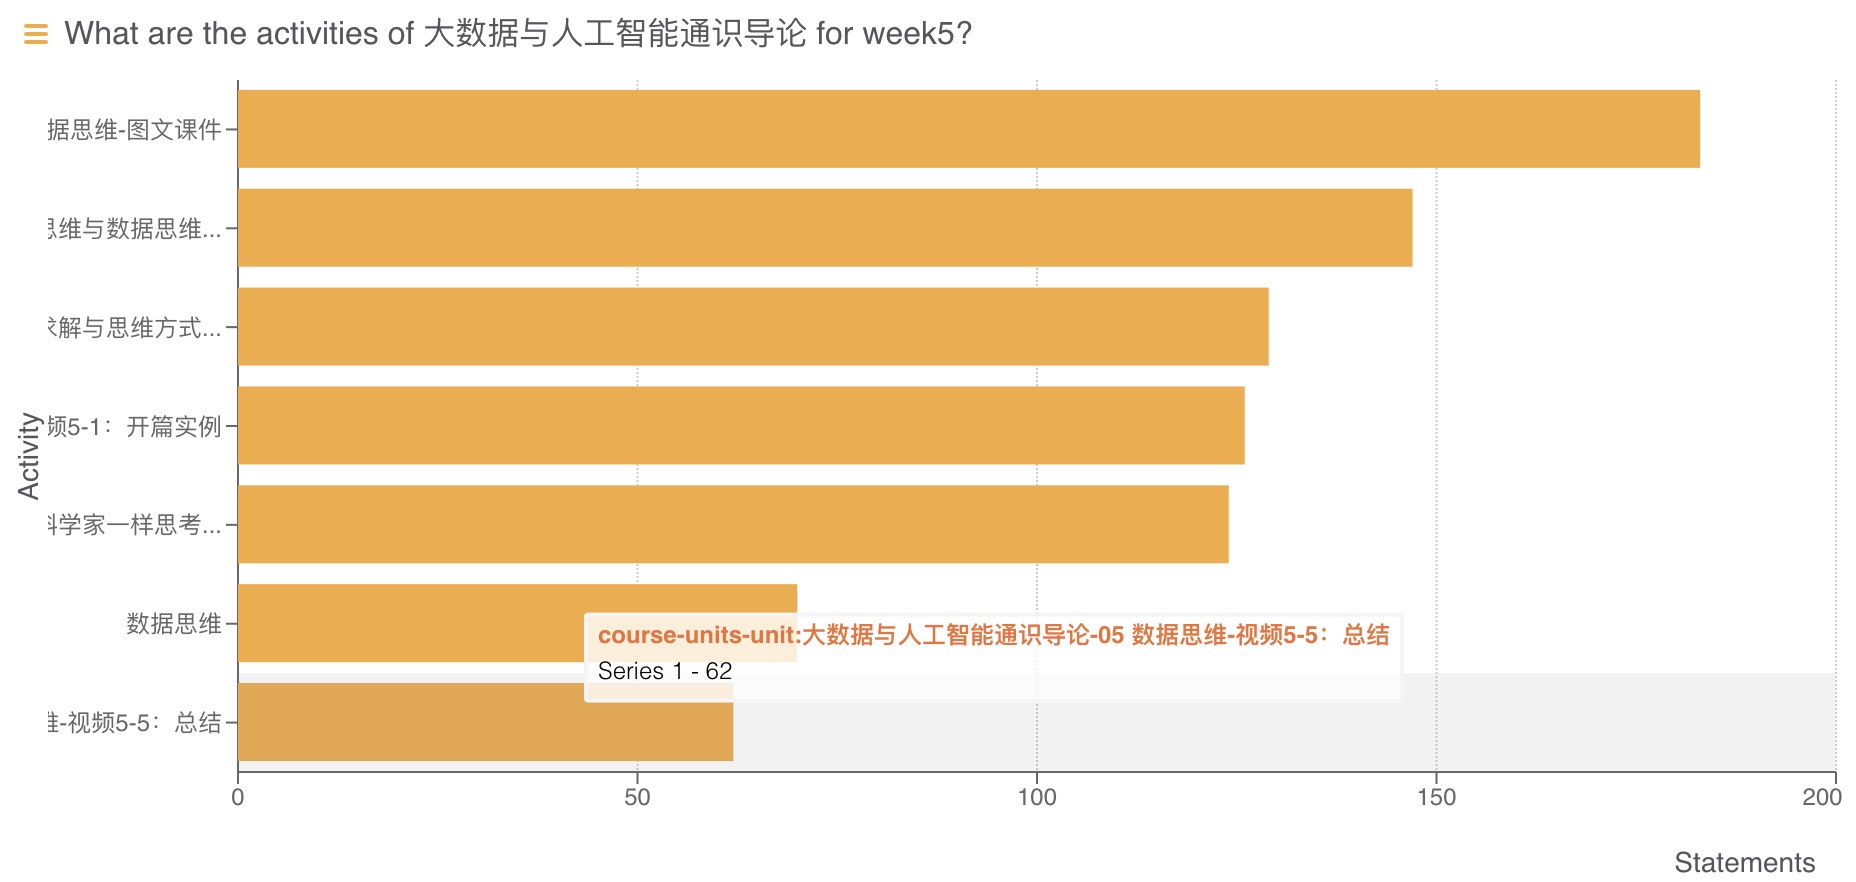 What are the activities of 大数据与人工智能通识导论 for week5?
据思维-图文课件
思维与数据思维...
求解与思维方式...
频5-1：开篇实例
科学家一样思考...
数据思维
维-视频5-5：总结
course-units-unit:大数据与人工智能通识导论-05 数据思维-视频5-5：总结
Series 1 - 62
Activity
0 50 100 150 200
Statements